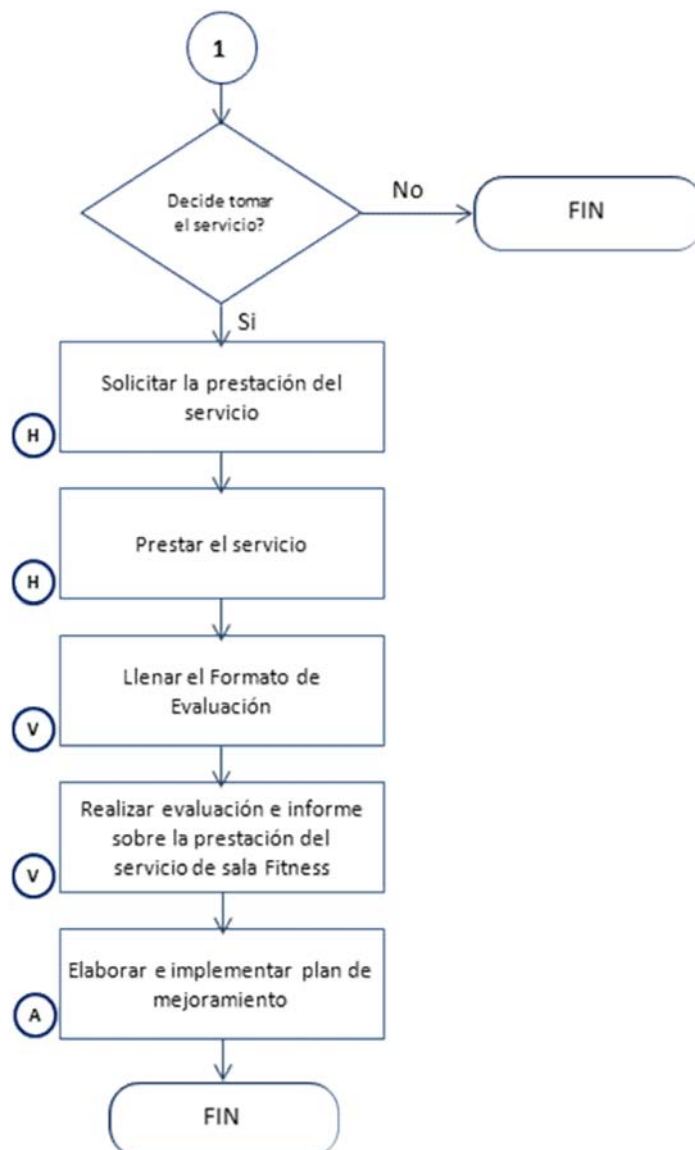 1
Decide tomar
el servicio?
No
FIN
Si
Solicitar la prestación del
servicio
H
Prestar el servicio
H
Llenar el Formato de
Evaluación
V
Realizar evaluación e informe
sobre la prestación del
servicio de sala Fitness
V
Elaborar e implementar plan de
mejoramiento
A
FIN